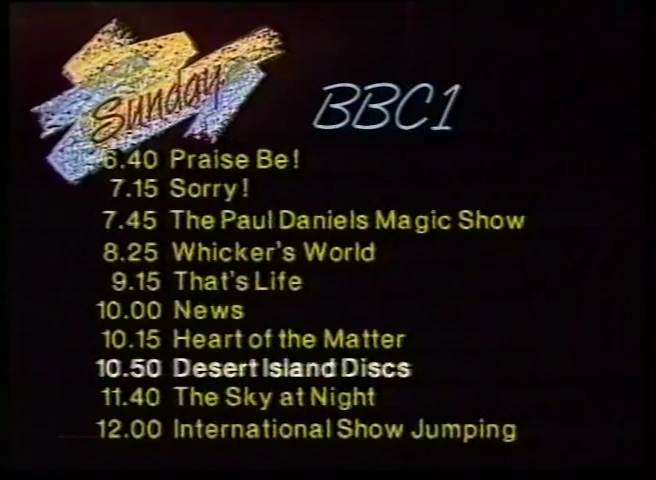 Sunday
BBC1
6.40 Praise Be!
7.15 Sorry!
7.45 The Paul Daniels Magic Show
8.25 Whicker's World
9.15 That's Life
10.00 News
10.15 Heart of the Matter
10.50 Desert Island Discs
11.40 The Sky at Night
12.00 International Show Jumping